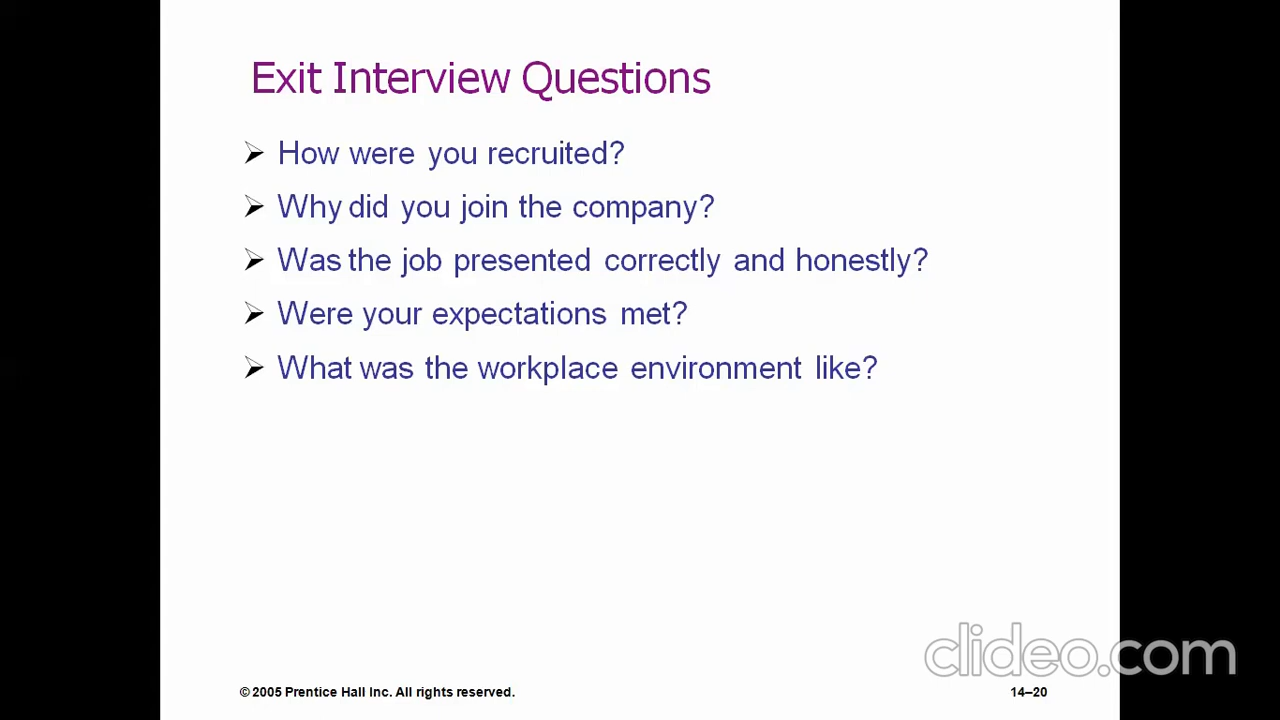 Exit Interview Questions
How were you recruited?
Why did you join the company?
Was the job presented correctly and honestly?
Were your expectations met?
What was the workplace environment like?
clideo.com
© 2005 Prentice Hall Inc. All rights reserved.
14–20